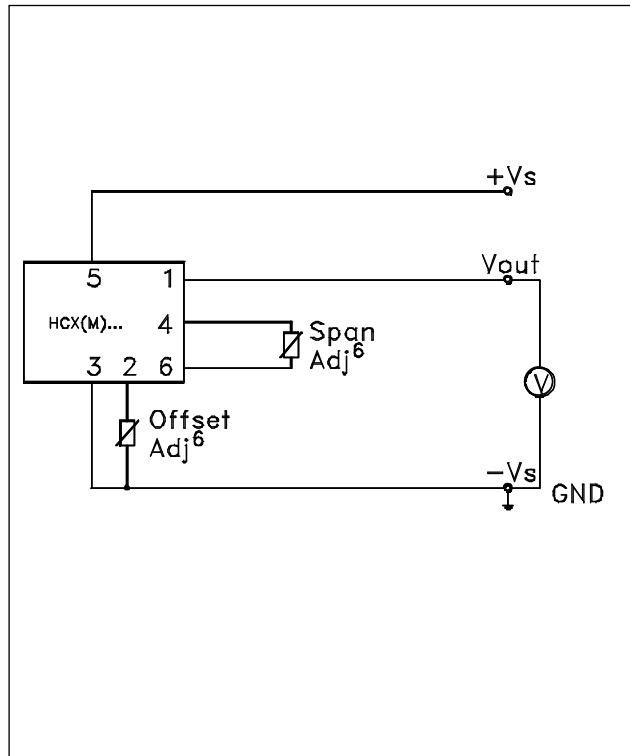 +Vs
Vout
5 1
HCX(M)... 4
Span
Adj⁶
3 2 6
Offset
Adj⁶
V
-Vs
GND